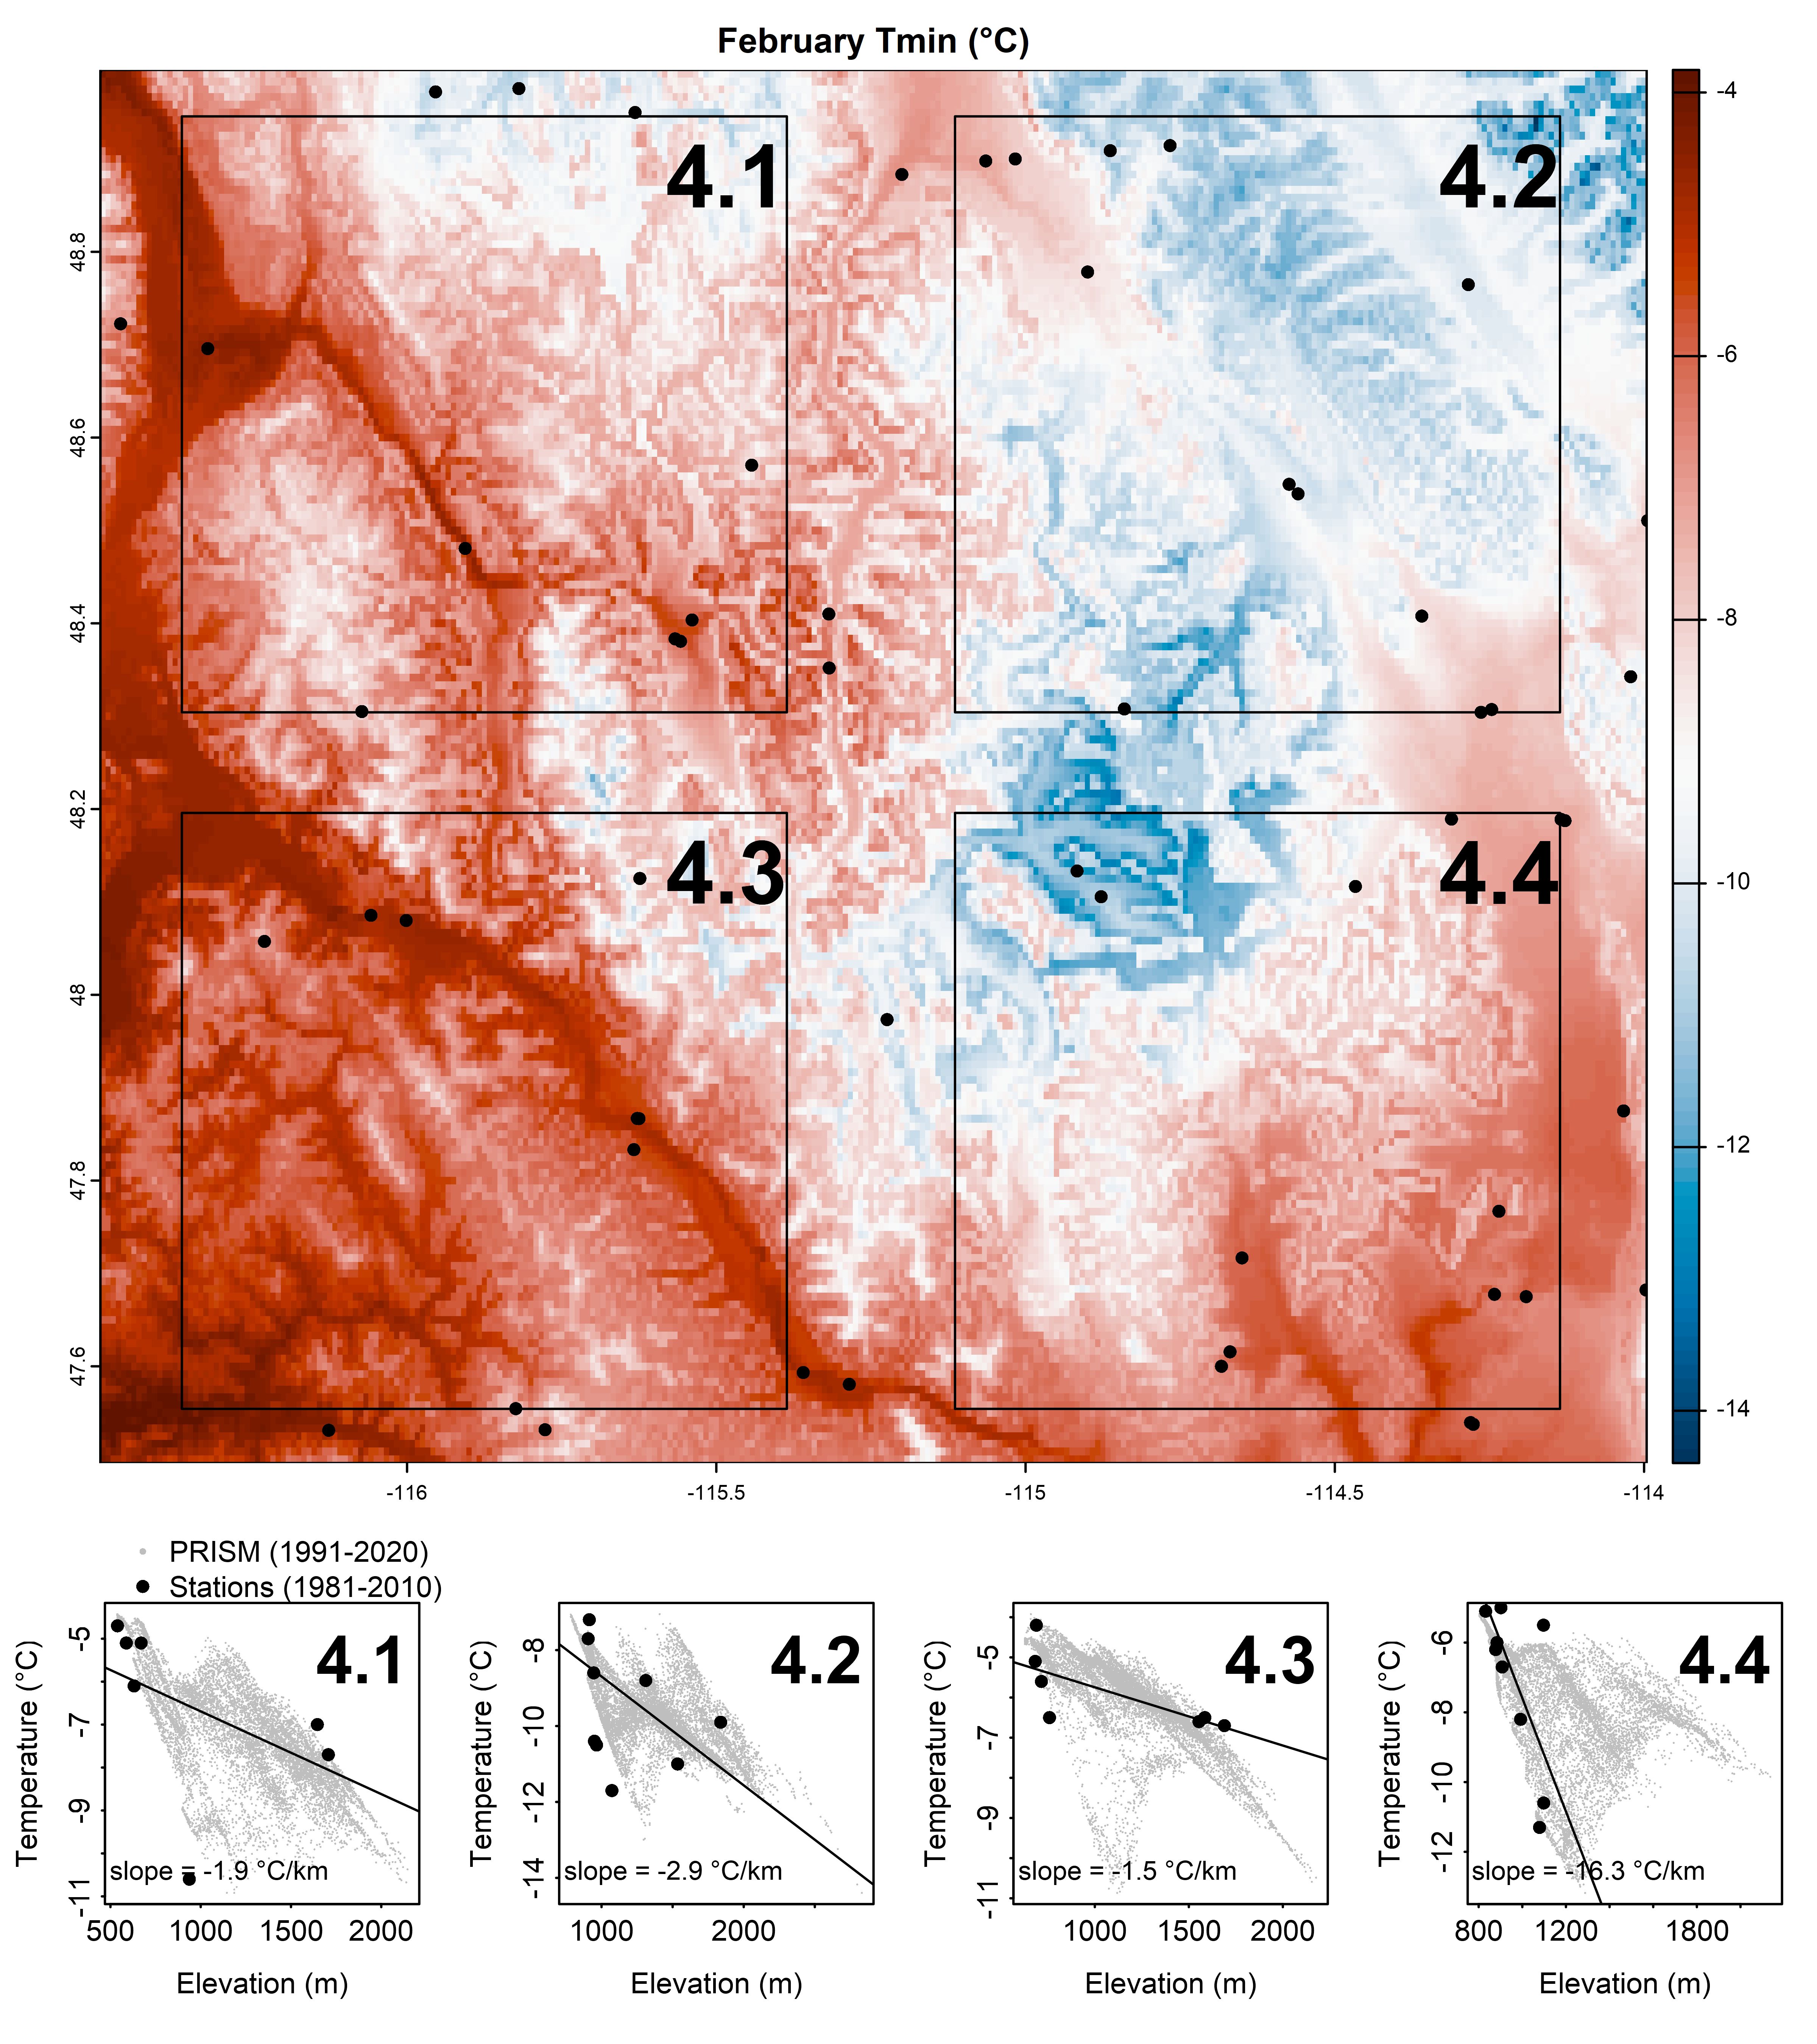 February Tmin (°C)
4.1
4.2
4.3
4.4
48.8
48.6
48.4
48.2
48
47.8
47.6
-116
-115.5
-115
-114.5
-114
-4
-6
-8
-10
-12
-14
PRISM (1991-2020)
Stations (1981-2010)
4.1
Temperature (°C)
-5
-7
-9
-11
slope = -1.9 °C/km
500 1000 1500 2000
Elevation (m)
4.2
Temperature (°C)
-8
-10
-12
-14
slope = -2.9 °C/km
1000 2000
Elevation (m)
4.3
Temperature (°C)
-5
-7
-9
-11
slope = -1.5 °C/km
1000 1500 2000
Elevation (m)
4.4
Temperature (°C)
-6
-8
-10
-12
slope = -16.3 °C/km
800 1200 1800
Elevation (m)